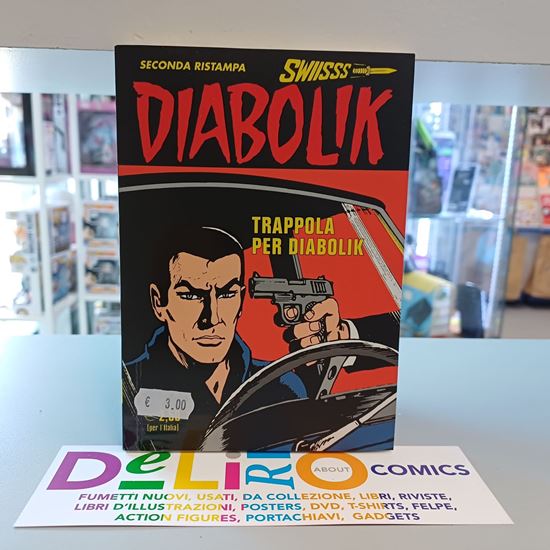 SECONDA RISTAMPA
SWIISSS
DIABOLIK
TRAPPOLA
PER DIABOLIK
€ 3.00
(per l'Italia)
DeLiRiO ABOUT COMICS
FUMETTI NUOVI, USATI, DA COLLEZIONE, LIBRI, RIVISTE,
LIBRI D'ILLUSTRAZIONI, POSTERS, DVD, T-SHIRTS, FELPE,
ACTION FIGURES, PORTACHIAVI, GADGETS